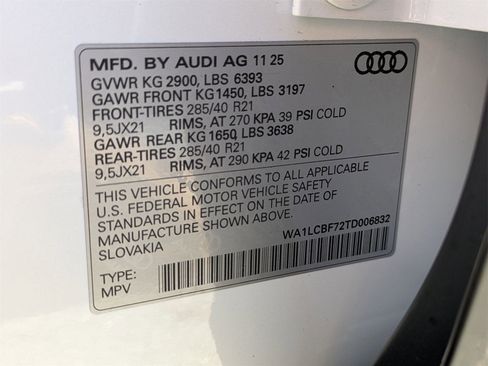 MFD. BY AUDI AG 11 25
GVWR KG 2900, LBS 6393
GAWR FRONT KG1450, LBS 3197
FRONT-TIRES 285/40 R21
9,5JX21 RIMS, AT 270 KPA 39 PSI COLD
GAWR REAR KG 1650, LBS 3638
REAR-TIRES 285/40 R21
9,5JX21 RIMS, AT 290 KPA 42 PSI COLD
THIS VEHICLE CONFORMS TO ALL APPLICABLE
U.S. FEDERAL MOTOR VEHICLE SAFETY
STANDARDS IN EFFECT ON THE DATE OF
MANUFACTURE SHOWN ABOVE.
SLOVAKIA
WA1LCBF72TD006832
TYPE:
MPV